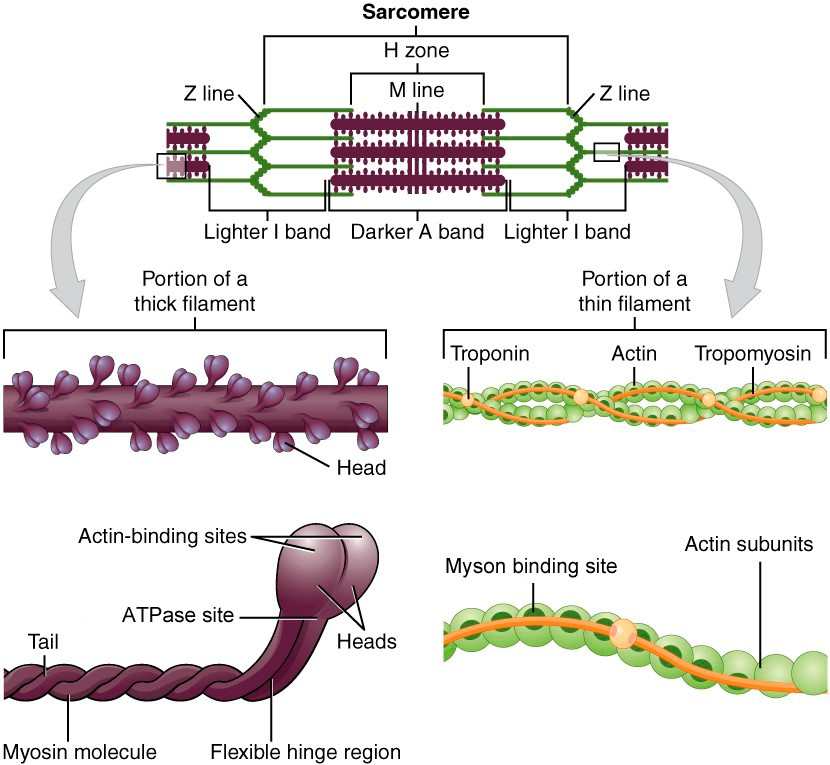 Sarcomere
H zone
M line
Z line
Z line
Lighter I band
Darker A band
Lighter I band
Portion of a
thick filament
Portion of a
thin filament
Troponin
Actin
Tropomyosin
Head
Actin-binding sites
ATPase site
Heads
Tail
Myosin molecule
Flexible hinge region
Actin subunits
Myson binding site